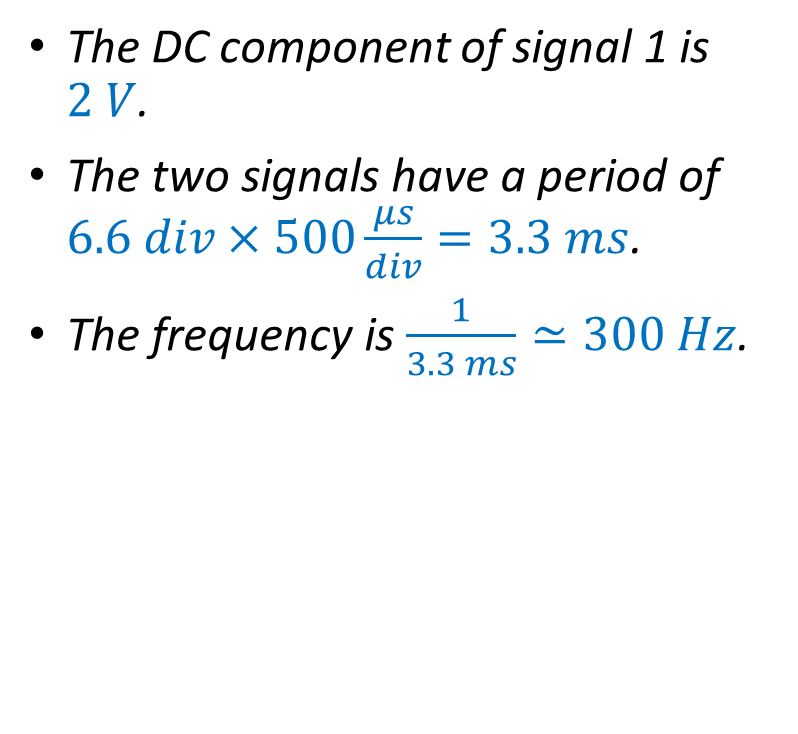 • The DC component of signal 1 is
2 V.
• The two signals have a period of
6.6 div × 500 μs/div = 3.3 ms.
• The frequency is 1/3.3 ms ≃ 300 Hz.